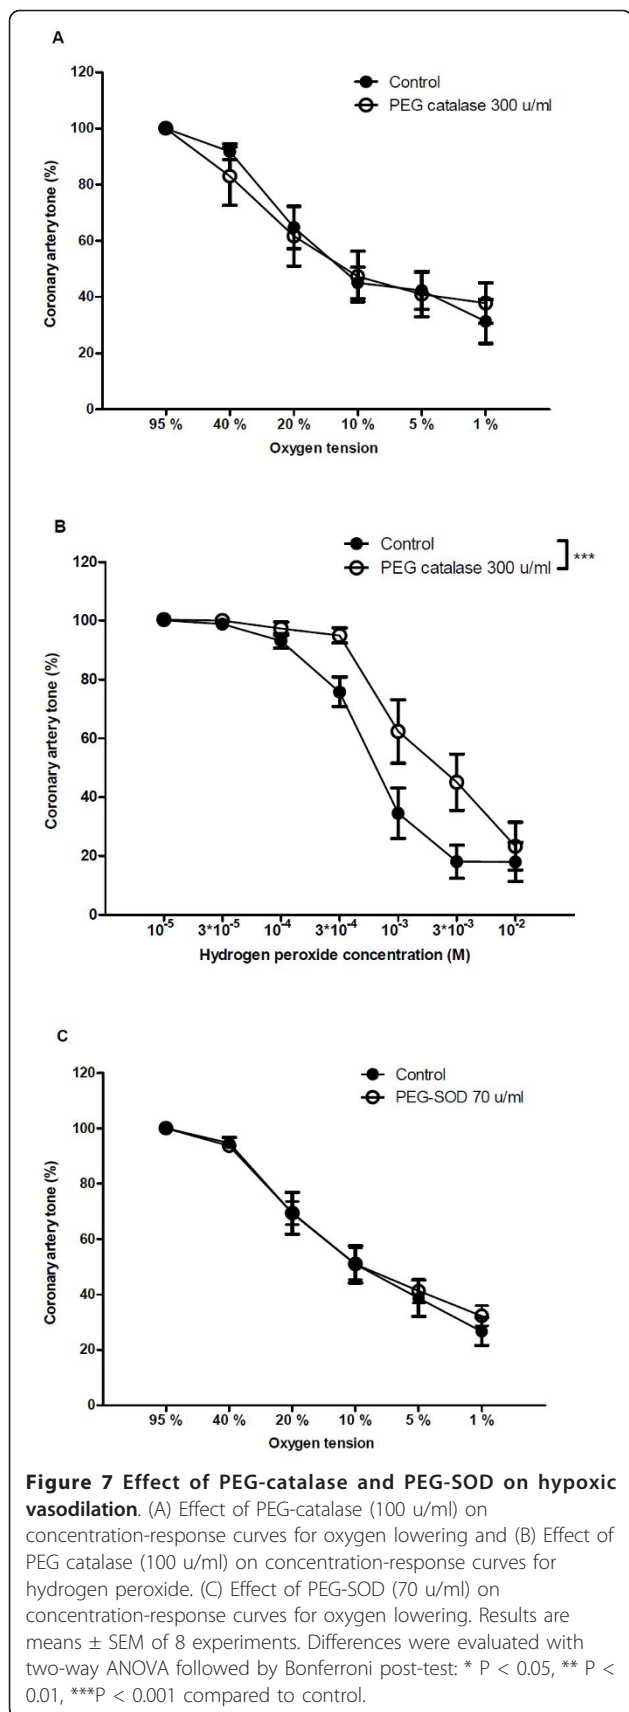 A
Control
PEG catalase 300 u/ml
Coronary artery tone (%)
120
100
80
60
40
20
0
95 % 40 % 20 % 10 % 5 % 1 %
Oxygen tension
B
Control
PEG catalase 300 u/ml
***
Coronary artery tone (%)
120
100
80
60
40
20
0
10-5 3*10-5 10-4 3*10-4 10-3 3*10-3 10-2
Hydrogen peroxide concentration (M)
C
Control
PEG-SOD 70 u/ml
Coronary artery tone (%)
120
100
80
60
40
20
0
95 % 40 % 20 % 10 % 5 % 1 %
Oxygen tension
Figure 7 Effect of PEG-catalase and PEG-SOD on hypoxic
vasodilation. (A) Effect of PEG-catalase (100 u/ml) on
concentration-response curves for oxygen lowering and (B) Effect of
PEG catalase (100 u/ml) on concentration-response curves for
hydrogen peroxide. (C) Effect of PEG-SOD (70 u/ml) on
concentration-response curves for oxygen lowering. Results are
means ± SEM of 8 experiments. Differences were evaluated with
two-way ANOVA followed by Bonferroni post-test: * P < 0.05, ** P <
0.01, ***P < 0.001 compared to control.